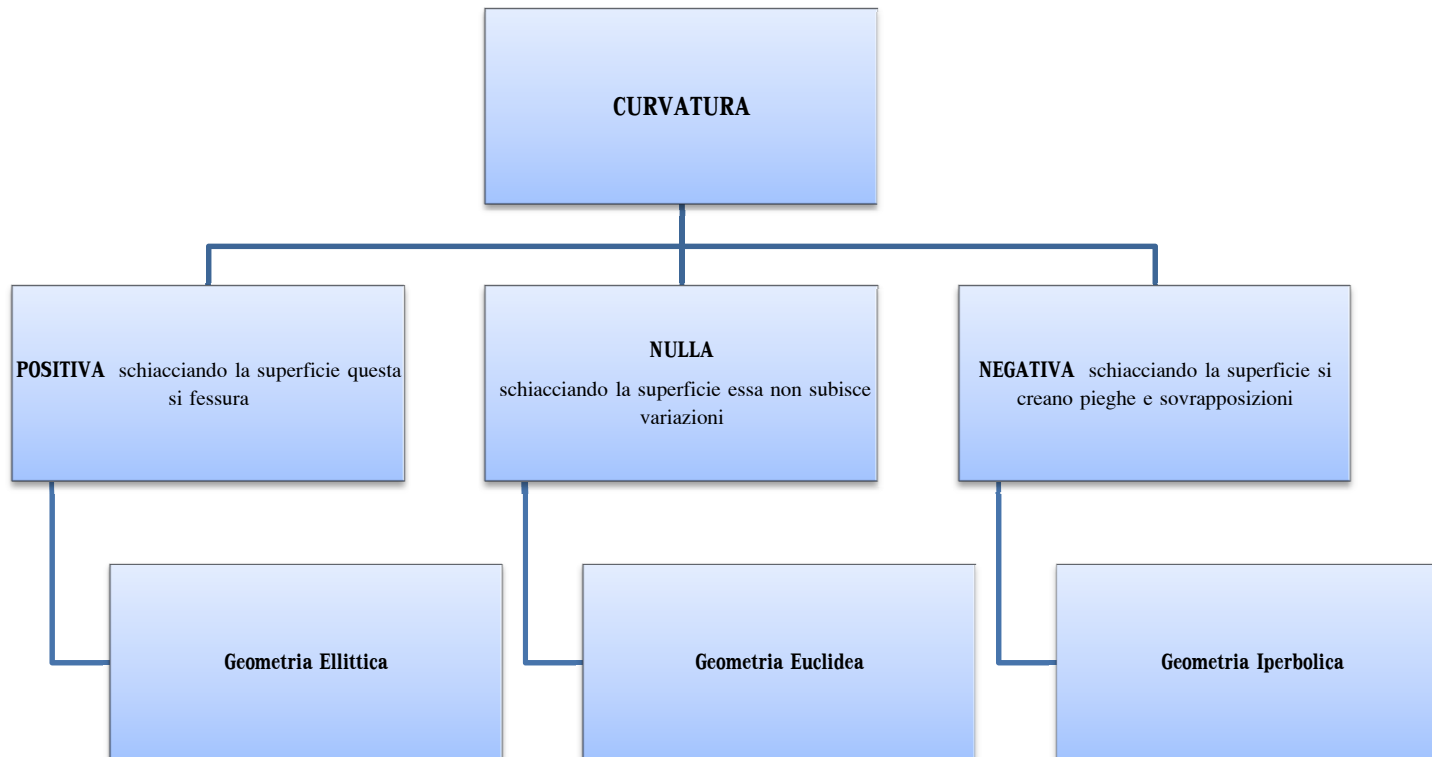 CURVATURA
POSITIVA schiacciando la superficie questa
si fessura
NULLA
schiacciando la superficie essa non subisce
variazioni
NEGATIVA schiacciando la superficie si
creano pieghe e sovrapposizioni
Geometria Ellittica
Geometria Euclidea
Geometria Iperbolica